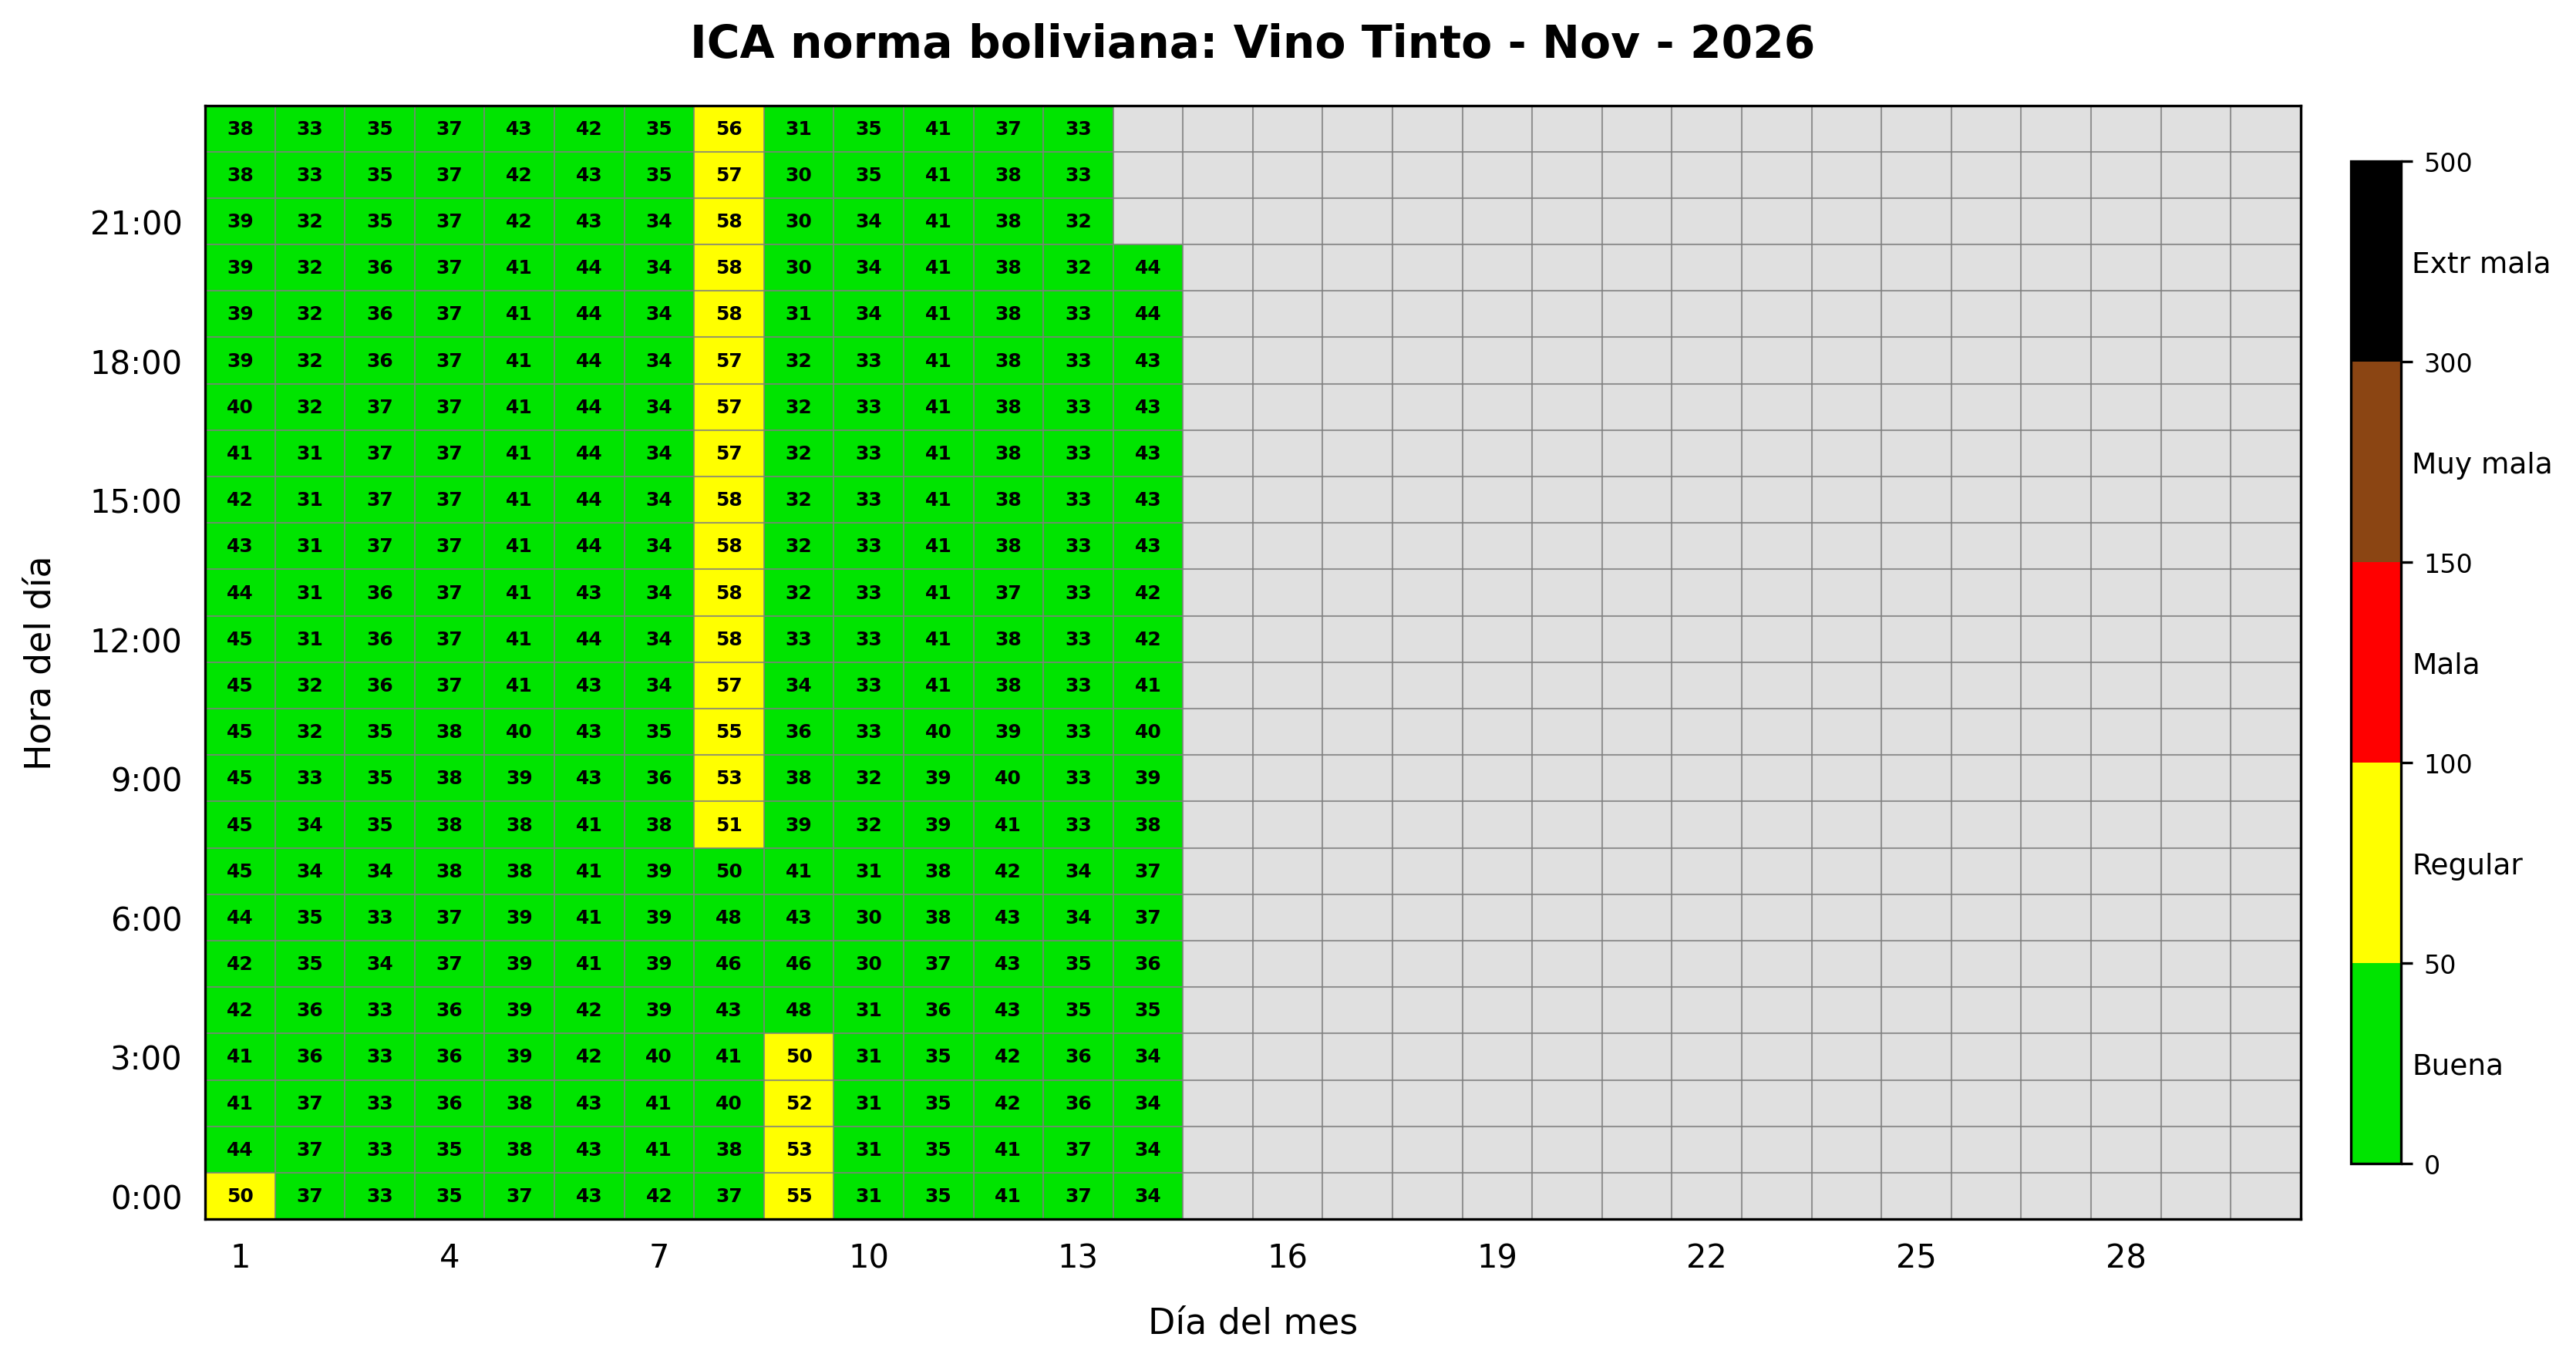 ICA norma boliviana: Vino Tinto - Nov - 2026
38 33 35 37 43 42 35 56 31 35 41 37 33
38 33 35 37 42 43 35 57 30 35 41 38 33
21:00 39 32 35 37 42 43 34 58 30 34 41 38 32
39 32 36 37 41 44 34 58 30 34 41 38 32 44
39 32 36 37 41 44 34 58 31 34 41 38 33 44
18:00 39 32 36 37 41 44 34 57 32 33 41 38 33 43
40 32 37 37 41 44 34 57 32 33 41 38 33 43
41 31 37 37 41 44 34 57 32 33 41 38 33 43
15:00 42 31 37 37 41 44 34 58 32 33 41 38 33 43
43 31 37 37 41 44 34 58 32 33 41 38 33 43
44 31 36 37 41 43 34 58 32 33 41 37 33 42
12:00 45 31 36 37 41 44 34 58 33 33 41 38 33 42
45 32 36 37 41 43 34 57 34 33 41 38 33 41
45 32 35 38 40 43 35 55 36 33 40 39 33 40
9:00 45 33 35 38 39 43 36 53 38 32 39 40 33 39
45 34 35 38 38 41 38 51 39 32 39 41 33 38
45 34 34 38 38 41 39 50 41 31 38 42 34 37
6:00 44 35 33 37 39 41 39 48 43 30 38 43 34 37
42 35 34 37 39 41 39 46 46 30 37 43 35 36
42 36 33 36 39 42 39 43 48 31 36 43 35 35
3:00 41 36 33 36 39 42 40 41 50 31 35 42 36 34
41 37 33 36 38 43 41 40 52 31 35 42 36 34
44 37 33 35 38 43 41 38 53 31 35 41 37 34
0:00 50 37 33 35 37 43 42 37 55 31 35 41 37 34
1 4 7 10 13 16 19 22 25 28
Día del mes
Hora del día
500
Extr mala
300
Muy mala
150
Mala
100
Regular
50
Buena
0